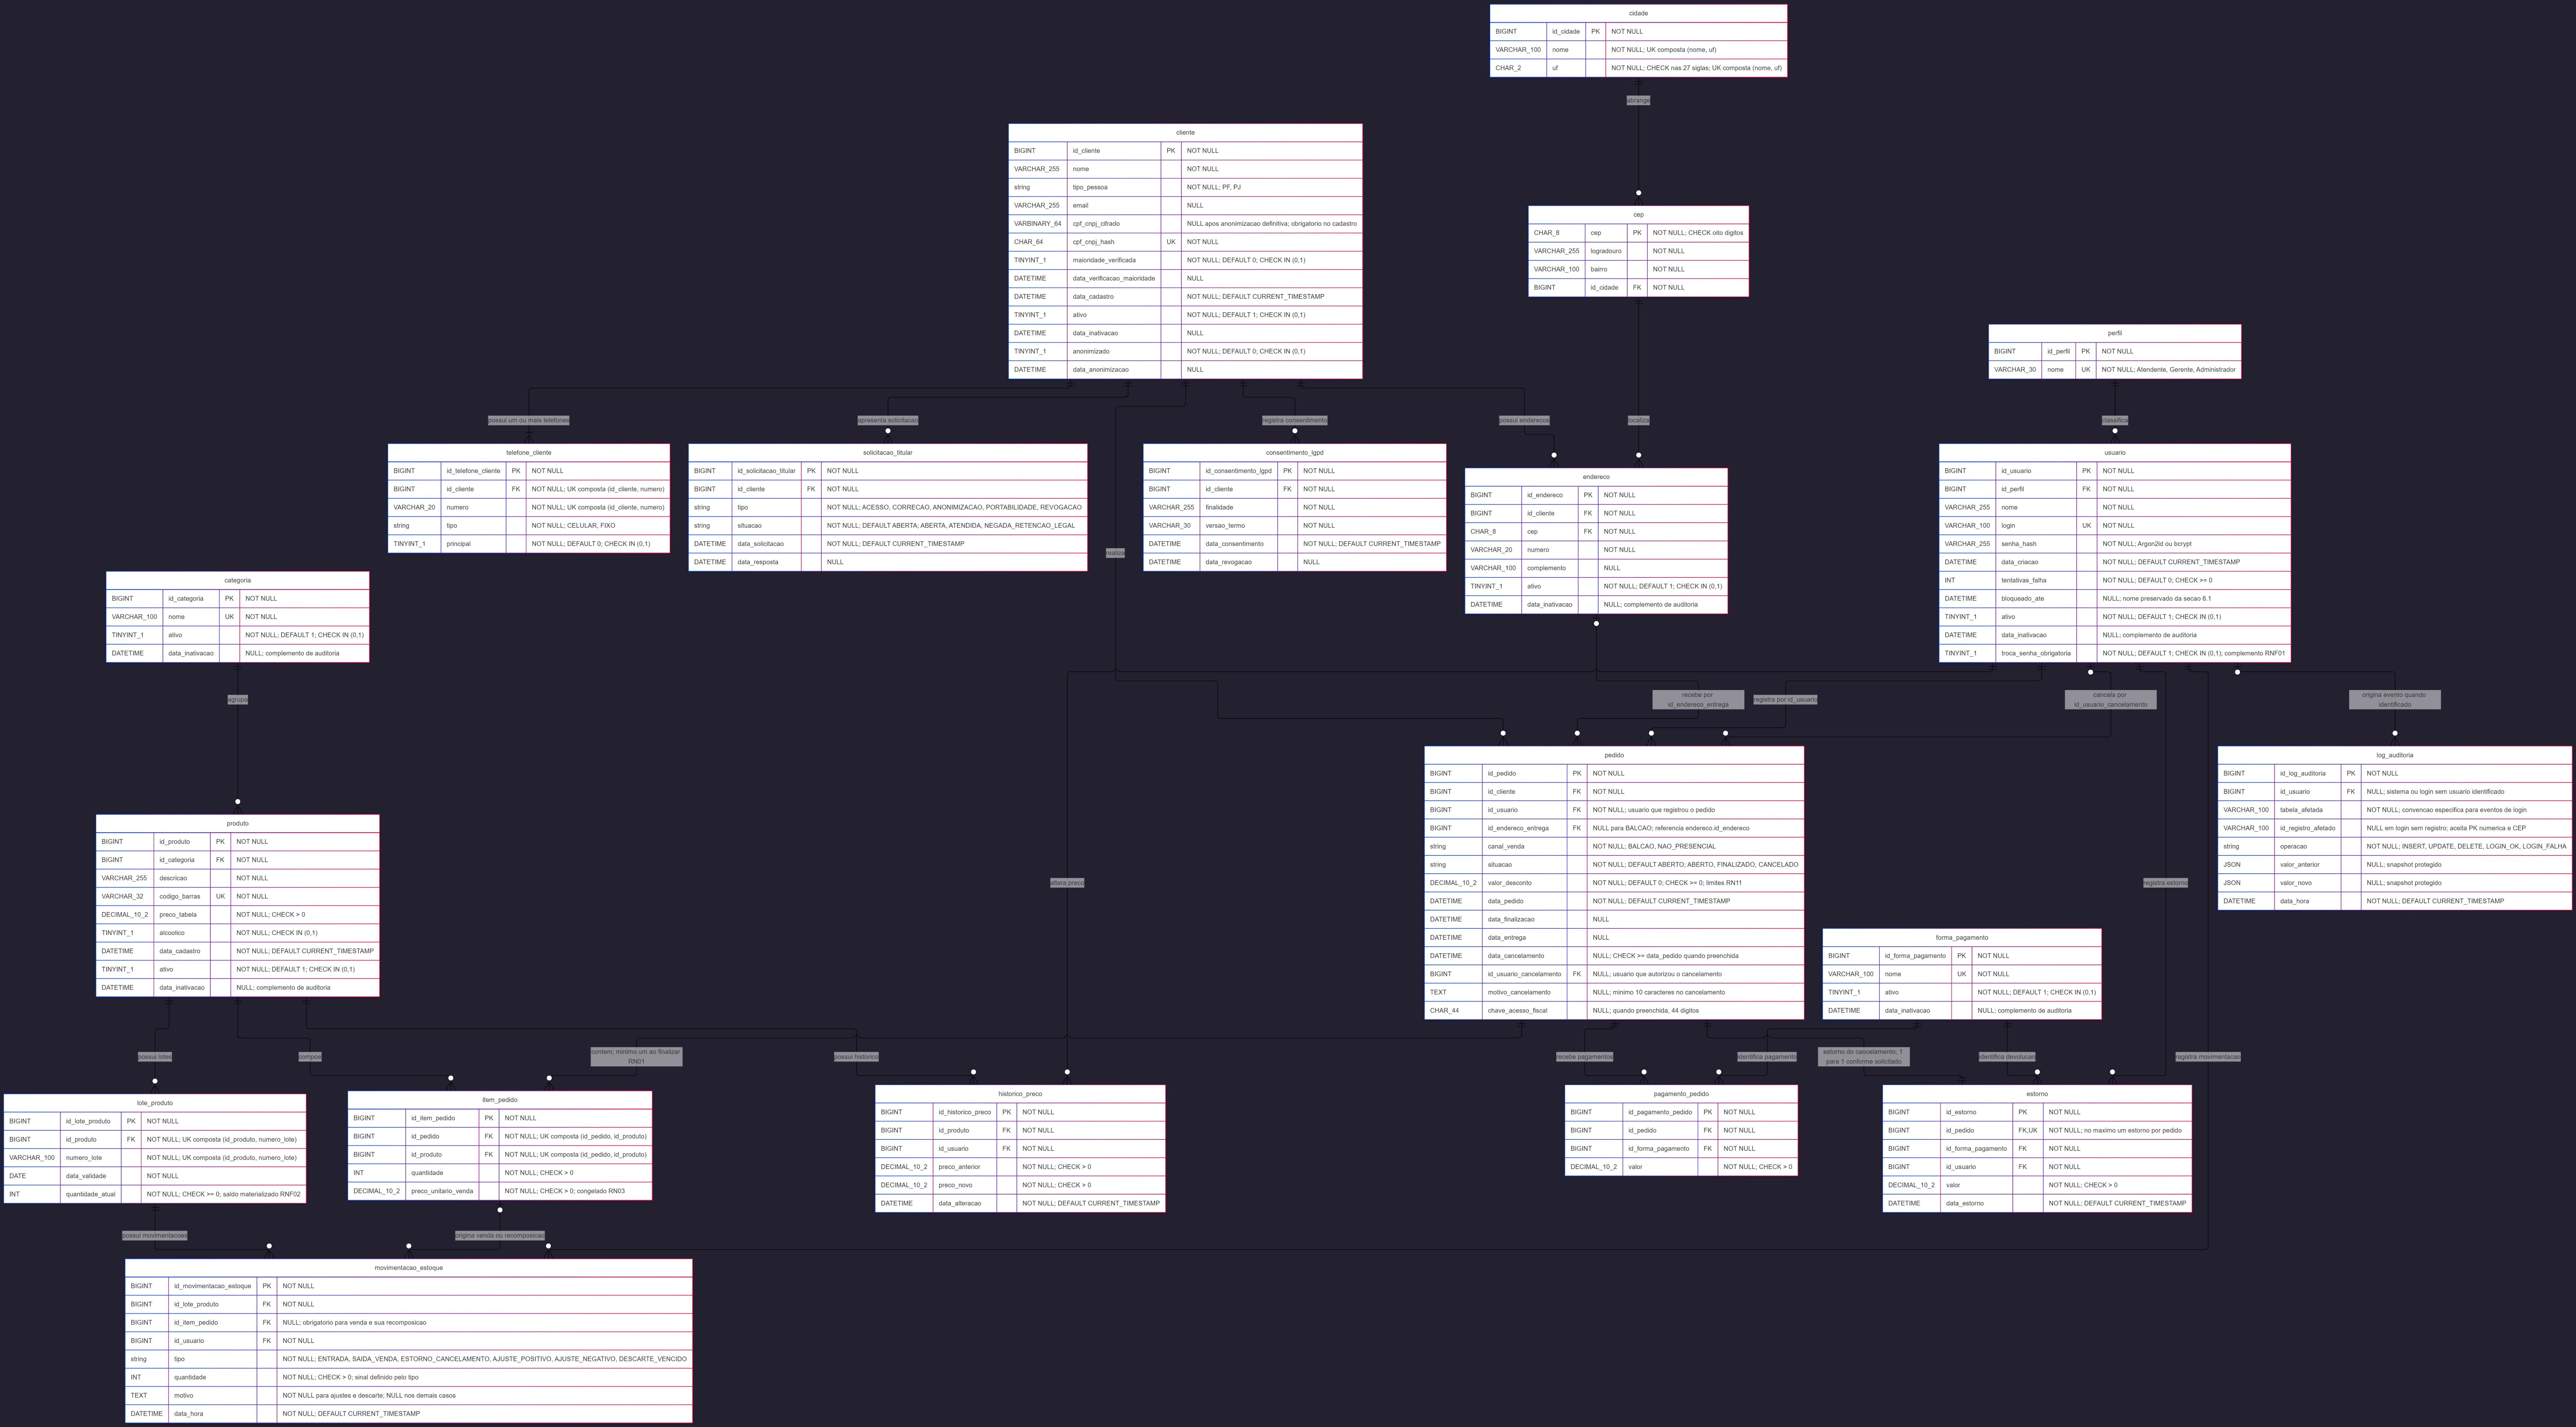 cidade
BIGINT id_cidade PK NOT NULL
VARCHAR_100 nome NOT NULL; UK composta (nome, uf)
CHAR_2 uf NOT NULL; CHECK nas 27 siglas; UK composta (nome, uf)
abrange
cliente
BIGINT id_cliente PK NOT NULL
VARCHAR_255 nome NOT NULL
string tipo_pessoa NOT NULL; PF, PJ
VARCHAR_255 email NULL
VARBINARY_64 cpf_cnpj_cifrado NULL apos anonimizacao definitiva; obrigatorio no cadastro
CHAR_64 cpf_cnpj_hash UK NOT NULL
TINYINT_1 maioridade_verificada NOT NULL; DEFAULT 0; CHECK IN (0,1)
DATETIME data_verificacao_maioridade NULL
DATETIME data_cadastro NOT NULL; DEFAULT CURRENT_TIMESTAMP
TINYINT_1 ativo NOT NULL; DEFAULT 1; CHECK IN (0,1)
DATETIME data_inativacao NULL
TINYINT_1 anonimizado NOT NULL; DEFAULT 0; CHECK IN (0,1)
DATETIME data_anonimizacao NULL
cep
CHAR_8 cep PK NOT NULL; CHECK oito digitos
VARCHAR_255 logradouro NOT NULL
VARCHAR_100 bairro NOT NULL
BIGINT id_cidade FK NOT NULL
perfil
BIGINT id_perfil PK NOT NULL
VARCHAR_30 nome UK NOT NULL; Atendente, Gerente, Administrador
possui um ou mais telefones
apresenta solicitacao
registra consentimento
possui enderecos
localiza
classifica
telefone_cliente
BIGINT id_telefone_cliente PK NOT NULL
BIGINT id_cliente FK NOT NULL; UK composta (id_cliente, numero)
VARCHAR_20 numero NOT NULL; UK composta (id_cliente, numero)
string tipo NOT NULL; CELULAR, FIXO
TINYINT_1 principal NOT NULL; DEFAULT 0; CHECK IN (0,1)
solicitacao_titular
BIGINT id_solicitacao_titular PK NOT NULL
BIGINT id_cliente FK NOT NULL
string tipo NOT NULL; ACESSO, CORRECAO, ANONIMIZACAO, PORTABILIDADE, REVOGACAO
string situacao NOT NULL; DEFAULT ABERTA; ABERTA, ATENDIDA, NEGADA_RETENCAO_LEGAL
DATETIME data_solicitacao NOT NULL; DEFAULT CURRENT_TIMESTAMP
DATETIME data_resposta NULL
consentimento_lgpd
BIGINT id_consentimento_lgpd PK NOT NULL
BIGINT id_cliente FK NOT NULL
VARCHAR_255 finalidade NOT NULL
VARCHAR_30 versao_termo NOT NULL
DATETIME data_consentimento NOT NULL; DEFAULT CURRENT_TIMESTAMP
DATETIME data_revogacao NULL
endereco
BIGINT id_endereco PK NOT NULL
BIGINT id_cliente FK NOT NULL
CHAR_8 cep FK NOT NULL
VARCHAR_20 numero NOT NULL
VARCHAR_100 complemento NULL
TINYINT_1 ativo NOT NULL; DEFAULT 1; CHECK IN (0,1)
DATETIME data_inativacao NULL; complemento de auditoria
usuario
BIGINT id_usuario PK NOT NULL
BIGINT id_perfil FK NOT NULL
VARCHAR_255 nome NOT NULL
VARCHAR_100 login UK NOT NULL
VARCHAR_255 senha_hash NOT NULL; Argon2id ou bcrypt
DATETIME data_criacao NOT NULL; DEFAULT CURRENT_TIMESTAMP
INT tentativas_falha NOT NULL; DEFAULT 0; CHECK >= 0
DATETIME bloqueado_ate NULL; nome preservado da secao 6.1
TINYINT_1 ativo NOT NULL; DEFAULT 1; CHECK IN (0,1)
DATETIME data_inativacao NULL; complemento de auditoria
TINYINT_1 troca_senha_obrigatoria NOT NULL; DEFAULT 1; CHECK IN (0,1); complemento RNF01
realiza
categoria
BIGINT id_categoria PK NOT NULL
VARCHAR_100 nome UK NOT NULL
TINYINT_1 ativo NOT NULL; DEFAULT 1; CHECK IN (0,1)
DATETIME data_inativacao NULL; complemento de auditoria
agrupa
recebe por
id_endereco_entrega
registra por id_usuario
cancela por
id_usuario_cancelamento
origina evento quando
identificado
pedido
BIGINT id_pedido PK NOT NULL
BIGINT id_cliente FK NOT NULL
BIGINT id_usuario FK NOT NULL; usuario que registrou o pedido
BIGINT id_endereco_entrega FK NULL para BALCAO; referencia endereco.id_endereco
string canal_venda NOT NULL; BALCAO, NAO_PRESENCIAL
string situacao NOT NULL; DEFAULT ABERTO; ABERTO, FINALIZADO, CANCELADO
DECIMAL_10_2 valor_desconto NOT NULL; DEFAULT 0; CHECK >= 0; limites RN11
DATETIME data_pedido NOT NULL; DEFAULT CURRENT_TIMESTAMP
DATETIME data_finalizacao NULL
DATETIME data_entrega NULL
DATETIME data_cancelamento NULL; CHECK >= data_pedido quando preenchida
BIGINT id_usuario_cancelamento FK NULL; usuario que autorizou o cancelamento
TEXT motivo_cancelamento NULL; minimo 10 caracteres no cancelamento
CHAR_44 chave_acesso_fiscal NULL; quando preenchida, 44 digitos
log_auditoria
BIGINT id_log_auditoria PK NOT NULL
BIGINT id_usuario FK NULL; sistema ou login sem usuario identificado
VARCHAR_100 tabela_afetada NOT NULL; convencao especifica para eventos de login
VARCHAR_100 id_registro_afetado NULL em login sem registro; aceita PK numerica e CEP
string operacao NOT NULL; INSERT, UPDATE, DELETE, LOGIN_OK, LOGIN_FALHA
JSON valor_anterior NULL; snapshot protegido
JSON valor_novo NULL; snapshot protegido
DATETIME data_hora NOT NULL; DEFAULT CURRENT_TIMESTAMP
produto
BIGINT id_produto PK NOT NULL
BIGINT id_categoria FK NOT NULL
VARCHAR_255 descricao NOT NULL
VARCHAR_32 codigo_barras UK NOT NULL
DECIMAL_10_2 preco_tabela NOT NULL; CHECK > 0
TINYINT_1 alcoolico NOT NULL; CHECK IN (0,1)
DATETIME data_cadastro NOT NULL; DEFAULT CURRENT_TIMESTAMP
TINYINT_1 ativo NOT NULL; DEFAULT 1; CHECK IN (0,1)
DATETIME data_inativacao NULL; complemento de auditoria
altera preco
registra estorno
forma_pagamento
BIGINT id_forma_pagamento PK NOT NULL
VARCHAR_100 nome UK NOT NULL
TINYINT_1 ativo NOT NULL; DEFAULT 1; CHECK IN (0,1)
DATETIME data_inativacao NULL; complemento de auditoria
possui lotes
compoe
contem; minimo um ao finalizar
RN01
possui historico
recebe pagamentos
identifica pagamento
estorno do cancelamento; 1
para 1 conforme solicitado
identifica devolucao
registra movimentacao
lote_produto
BIGINT id_lote_produto PK NOT NULL
BIGINT id_produto FK NOT NULL; UK composta (id_produto, numero_lote)
VARCHAR_100 numero_lote NOT NULL; UK composta (id_produto, numero_lote)
DATE data_validade NOT NULL
INT quantidade_atual NOT NULL; CHECK >= 0; saldo materializado RNF02
item_pedido
BIGINT id_item_pedido PK NOT NULL
BIGINT id_pedido FK NOT NULL; UK composta (id_pedido, id_produto)
BIGINT id_produto FK NOT NULL; UK composta (id_pedido, id_produto)
INT quantidade NOT NULL; CHECK > 0
DECIMAL_10_2 preco_unitario_venda NOT NULL; CHECK > 0; congelado RN03
historico_preco
BIGINT id_historico_preco PK NOT NULL
BIGINT id_produto FK NOT NULL
BIGINT id_usuario FK NOT NULL
DECIMAL_10_2 preco_anterior NOT NULL; CHECK > 0
DECIMAL_10_2 preco_novo NOT NULL; CHECK > 0
DATETIME data_alteracao NOT NULL; DEFAULT CURRENT_TIMESTAMP
pagamento_pedido
BIGINT id_pagamento_pedido PK NOT NULL
BIGINT id_pedido FK NOT NULL
BIGINT id_forma_pagamento FK NOT NULL
DECIMAL_10_2 valor NOT NULL; CHECK > 0
estorno
BIGINT id_estorno PK NOT NULL
BIGINT id_pedido FK,UK NOT NULL; no maximo um estorno por pedido
BIGINT id_forma_pagamento FK NOT NULL
BIGINT id_usuario FK NOT NULL
DECIMAL_10_2 valor NOT NULL; CHECK > 0
DATETIME data_estorno NOT NULL; DEFAULT CURRENT_TIMESTAMP
possui movimentacoes
origina venda ou recomposicao
movimentacao_estoque
BIGINT id_movimentacao_estoque PK NOT NULL
BIGINT id_lote_produto FK NOT NULL
BIGINT id_item_pedido FK NULL; obrigatorio para venda e sua recomposicao
BIGINT id_usuario FK NOT NULL
string tipo NOT NULL; ENTRADA, SAIDA_VENDA, ESTORNO_CANCELAMENTO, AJUSTE_POSITIVO, AJUSTE_NEGATIVO, DESCARTE_VENCIDO
INT quantidade NOT NULL; CHECK > 0; sinal definido pelo tipo
TEXT motivo NOT NULL para ajustes e descarte; NULL nos demais casos
DATETIME data_hora NOT NULL; DEFAULT CURRENT_TIMESTAMP